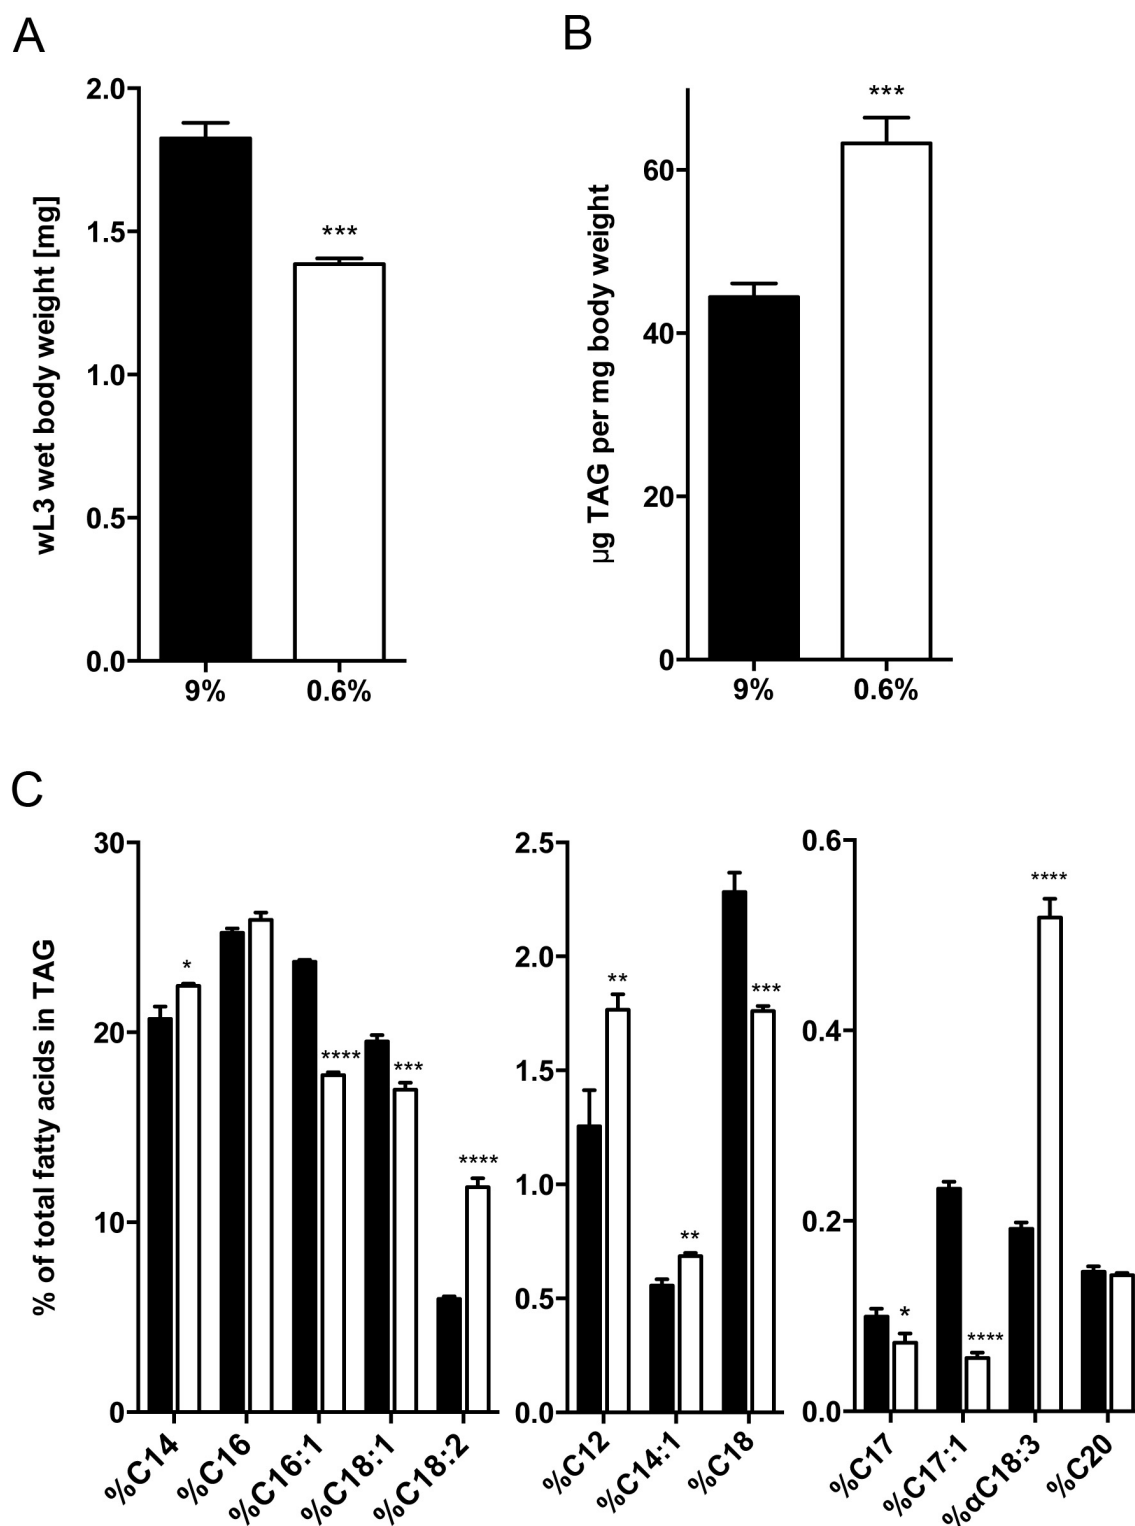 A
2.0
1.5
1.0
0.5
0.0
wL3 wet body weight [mg]
***
9%
0.6%
B
60
40
20
0
µg TAG per mg body weight
***
9%
0.6%
C
% of total fatty acids in TAG
30
20
10
0
*
****
***
****
%C14
%C16
%C16:1
%C18:1
%C18:2
2.5
2.0
1.5
1.0
0.5
0.0
**
**
***
%C12
%C14:1
%C18
0.6
0.4
0.2
0.0
*
****
****
%C17
%C17:1
%αC18:3
%C20